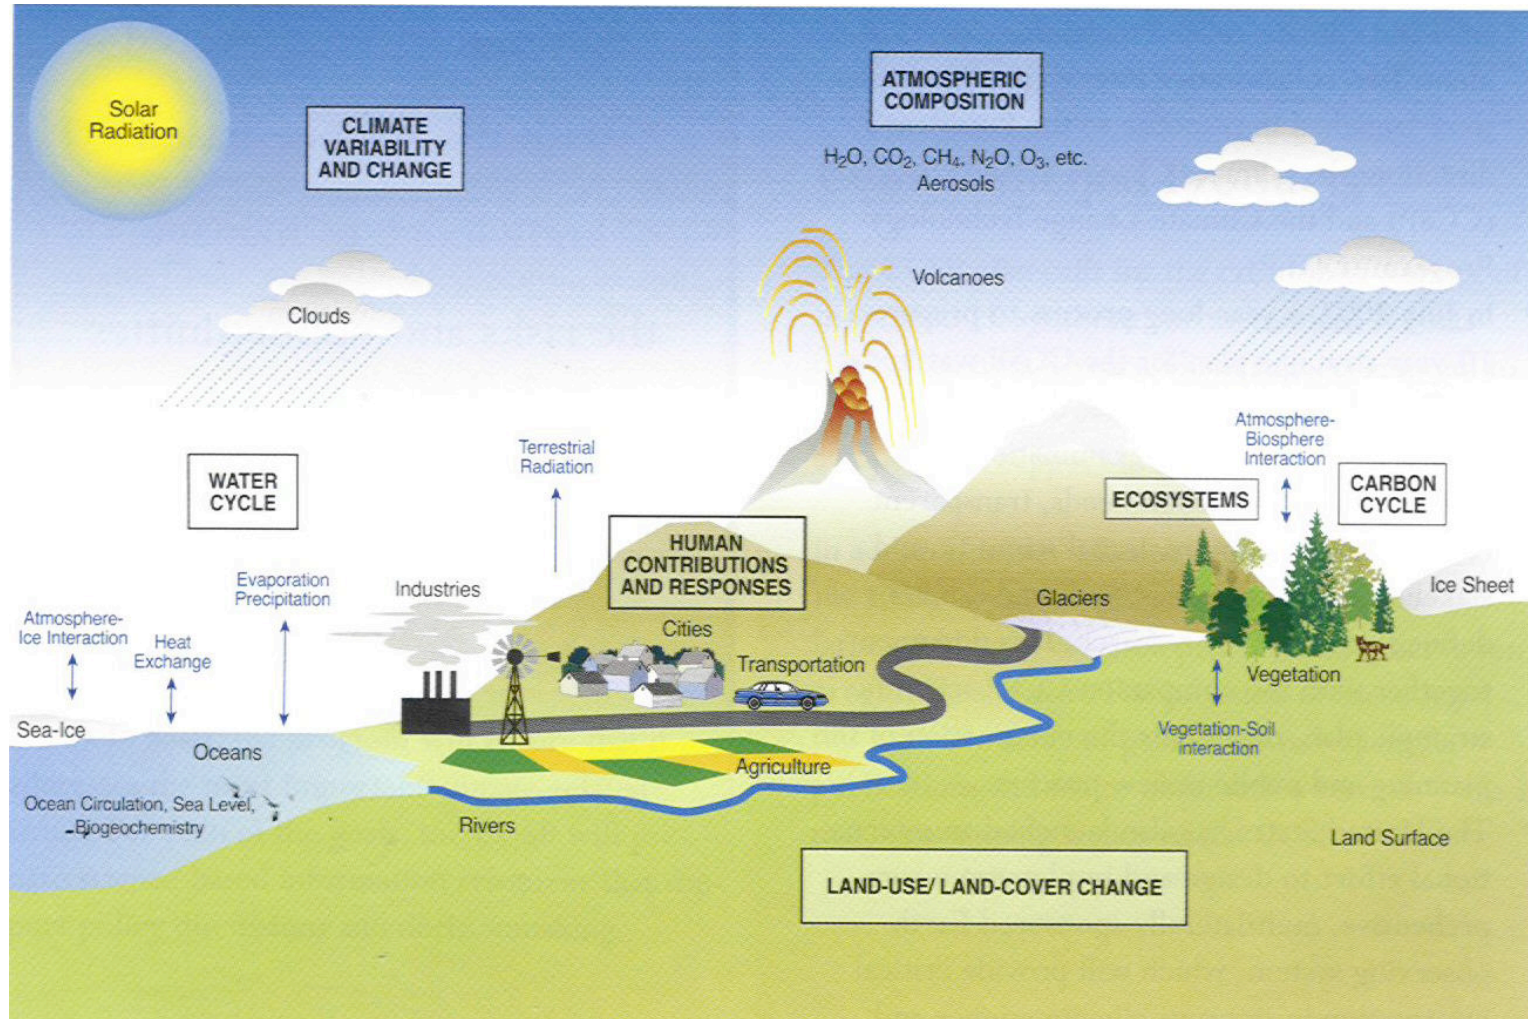 Solar
Radiation
CLIMATE
VARIABILITY
AND CHANGE
ATMOSPHERIC
COMPOSITION
H₂O, CO₂, CH₄, N₂O, O₃, etc.
Aerosols
Volcanoes
Clouds
Terrestrial
Radiation
Atmosphere-
Biosphere
Interaction
WATER
CYCLE
ECOSYSTEMS
CARBON
CYCLE
HUMAN
CONTRIBUTIONS
AND RESPONSES
Industries
Evaporation
Precipitation
Atmosphere-
Ice Interaction
Heat
Exchange
Glaciers
Ice Sheet
Cities
Transportation
Vegetation
Sea-Ice
Oceans
Vegetation-Soil
interaction
Agriculture
Ocean Circulation, Sea Level,
Biogeochemistry
Rivers
Land Surface
LAND-USE/ LAND-COVER CHANGE